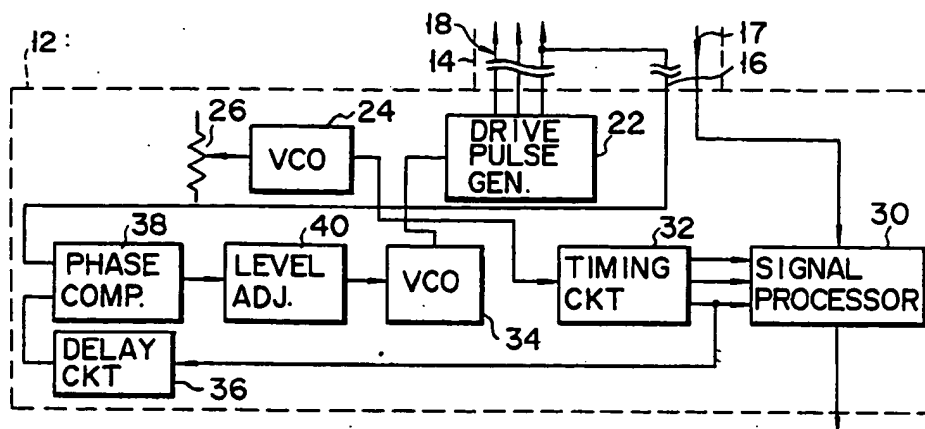 12:
18
14
17
16
26
24
VCO
DRIVE
PULSE
GEN.
22
38
PHASE
COMP.
40
LEVEL
ADJ.
VCO
34
32
TIMING
CKT
30
SIGNAL
PROCESSOR
DELAY
CKT
36